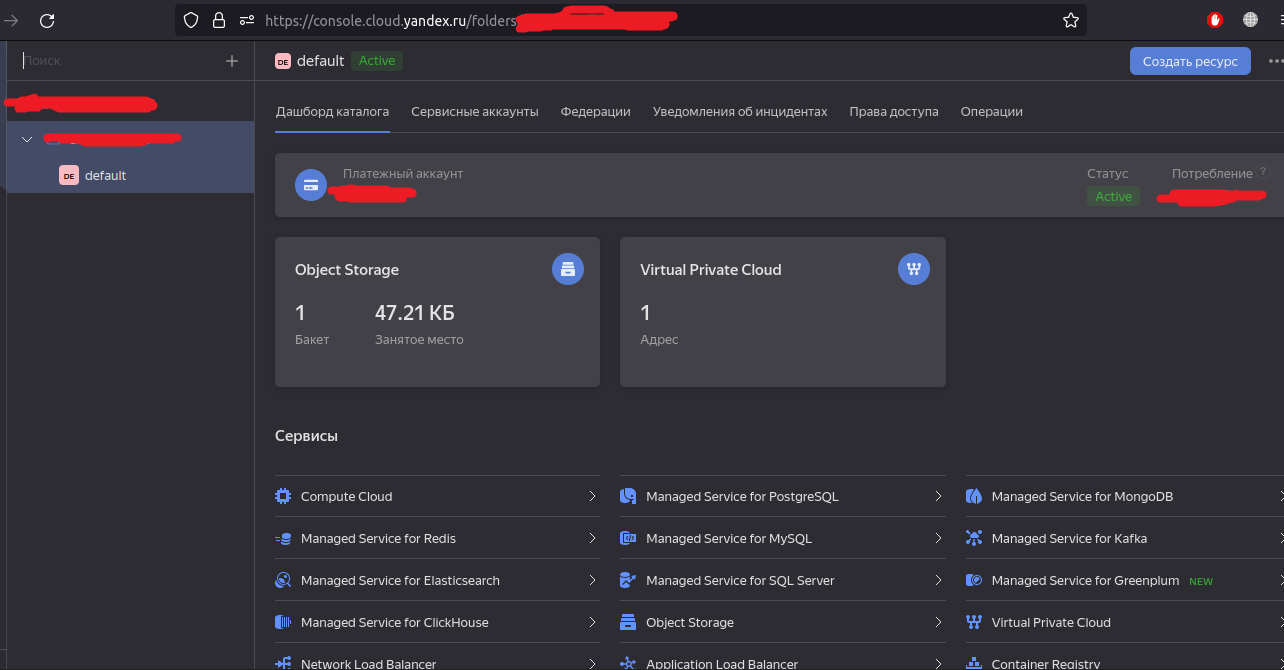 https://console.cloud.yandex.ru/folders
Поиск
DE default Active
Создать ресурс
Дашборд каталога Сервисные аккаунты Федерации Уведомления об инцидентах Права доступа Операции
DE default
Платежный аккаунт
Статус
Active
Потребление ?
Object Storage
1 47.21 КБ
Бакет Занятое место
Virtual Private Cloud
1
Адрес
Сервисы
Compute Cloud Managed Service for PostgreSQL Managed Service for MongoDB
Managed Service for Redis Managed Service for MySQL Managed Service for Kafka
Managed Service for Elasticsearch Managed Service for SQL Server Managed Service for Greenplum NEW
Managed Service for ClickHouse Object Storage Virtual Private Cloud
Network Load Balancer Application Load Balancer Container Registry